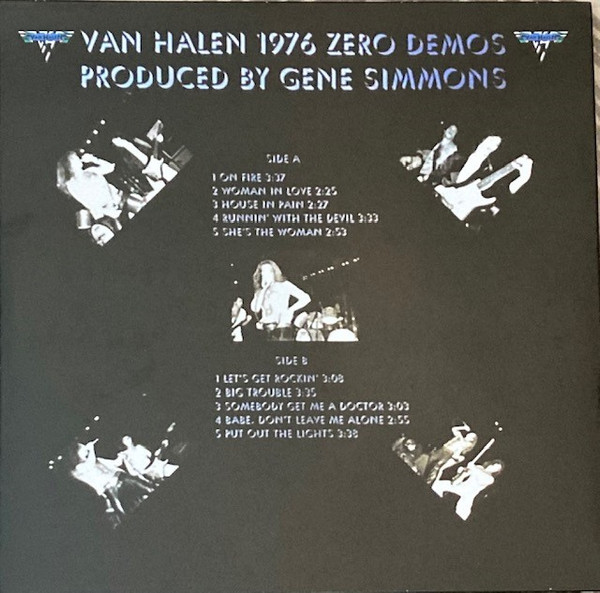 VAN HALEN 1976 ZERO DEMOS
PRODUCED BY GENE SIMMONS
SIDE A
1 ON FIRE 3:37
2 WOMAN IN LOVE 2:25
3 HOUSE IN PAIN 2:27
4 RUNNIN' WITH THE DEVIL 3:33
5 SHE'S THE WOMAN 2:53
SIDE B
1 LET'S GET ROCKIN' 3:08
2 BIG TROUBLE 3:35
3 SOMEBODY GET ME A DOCTOR 3:03
4 BABE, DON'T LEAVE ME ALONE 2:55
5 PUT OUT THE LIGHTS 3:38